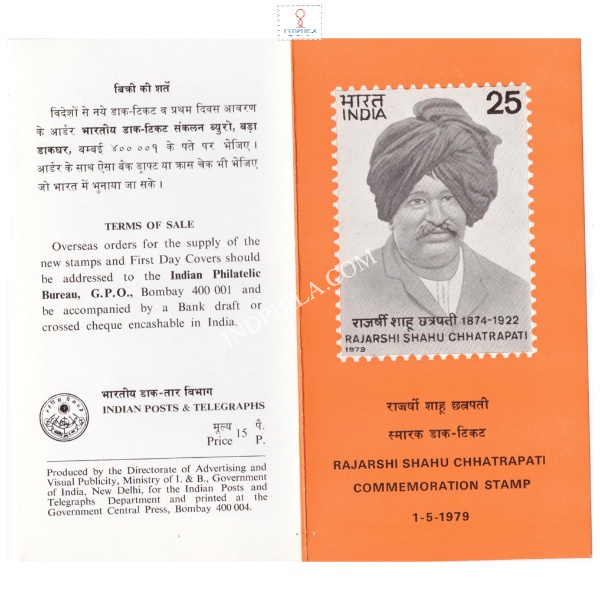 INDPHILA
बिक्री की शर्ते
विदेशों से नये डाक-टिकट व प्रथम दिवस आवरण
के आर्डर भारतीय डाक-टिकट संकलन ब्युरो, बड़ा
डाकघर, बम्बई ४०० ००१ के पते पर भेजिए।
आर्डर के साथ ऐसा बैंक ड्राफ्ट या क्रास चेक भी भेजिए
जो भारत में भुनाया जा सके।
TERMS OF SALE
Overseas orders for the supply of the
new stamps and First Day Covers should
be addressed to the Indian Philatelic
Bureau, G.P.O., Bombay 400 001 and
be accompanied by a Bank draft or
crossed cheque encashable in India.
भारतीय डाक-तार विभाग
INDIAN POSTS & TELEGRAPHS
मूल्य 15 पै.
Price P.
Produced by the Directorate of Advertising and
Visual Publicity, Ministry of I. & B., Government
of India, New Delhi, for the Indian Posts and
Telegraphs Department and printed at the
Government Central Press, Bombay 400 004.
भारत 25
INDIA
राजर्षि शाहू छत्रपती 1874-1922
RAJARSHI SHAHU CHHATRAPATI
1979
राजर्षी शाहू छत्रपती
स्मारक डाक-टिकट
RAJARSHI SHAHU CHHATRAPATI
COMMEMORATION STAMP
1-5-1979
INDPHILA.COM